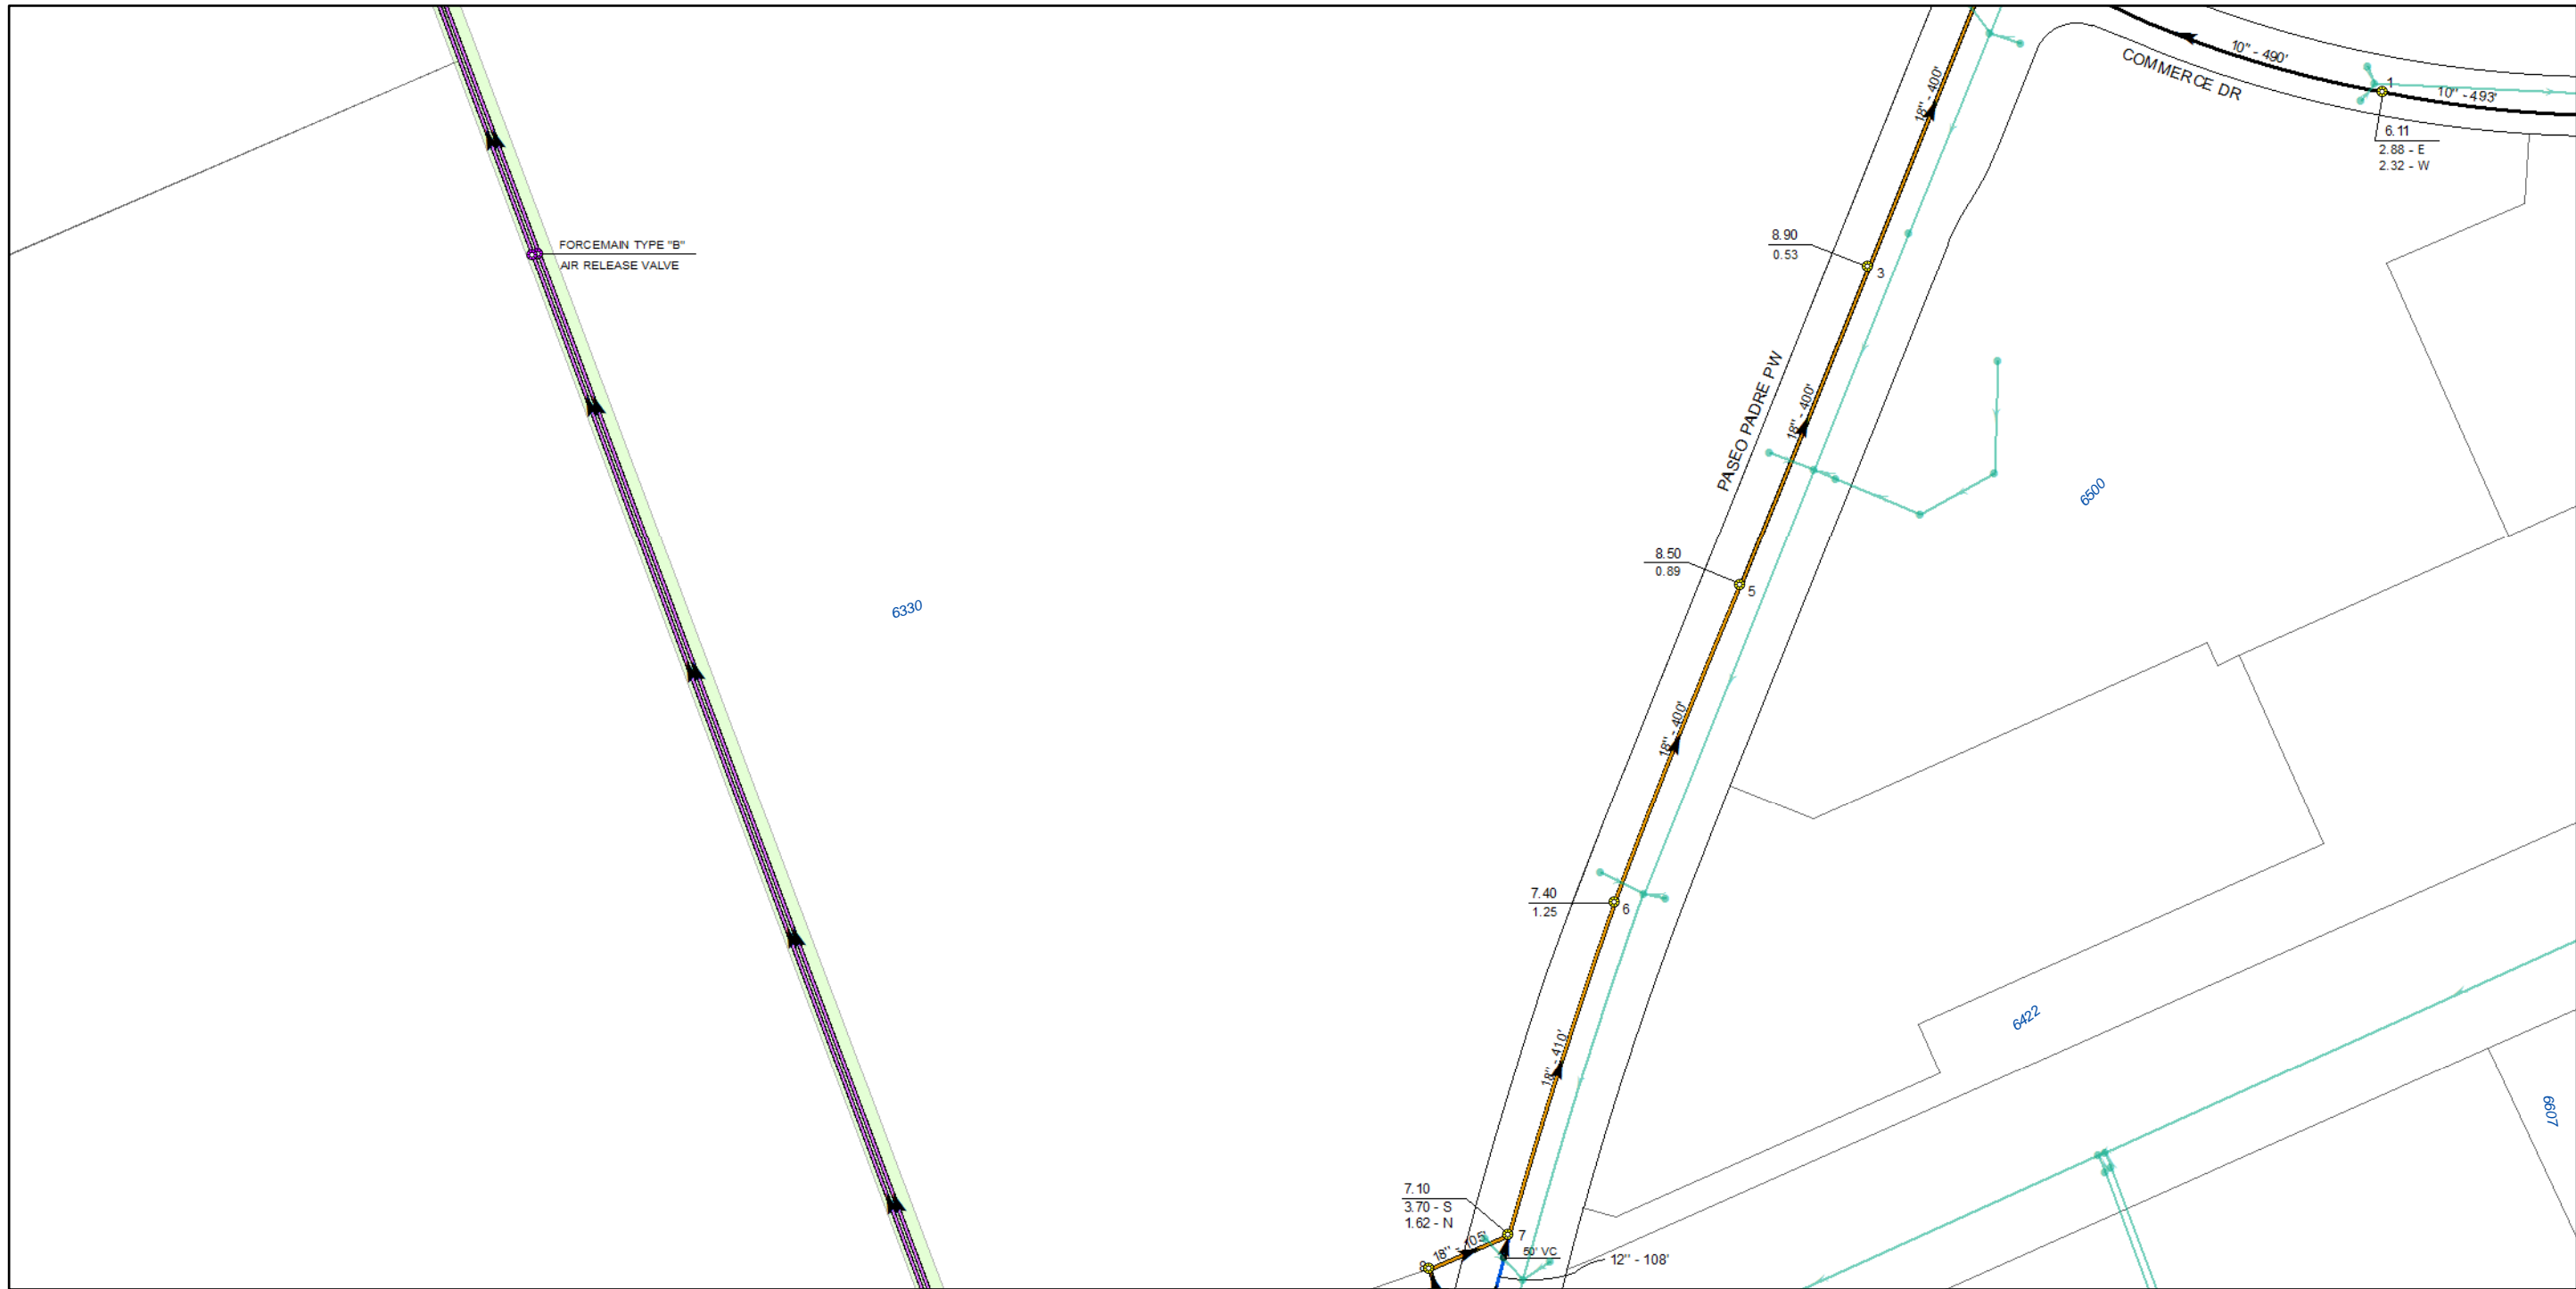 10" - 490'
COMMERCE DR
1
10" - 493'
6.11
2.88 - E
2.32 - W
18" - 400'
8.90
0.53
3
FORCEMAIN TYPE "B"
AIR RELEASE VALVE
PASEO PADRE PW
18" - 400'
6500
8.50
0.89
5
6330
18" - 400'
7.40
1.25
6
6422
18" - 410'
6607
7.10
3.70 - S
1.62 - N
7
18" - 105'
50' VC
12" - 108'
8